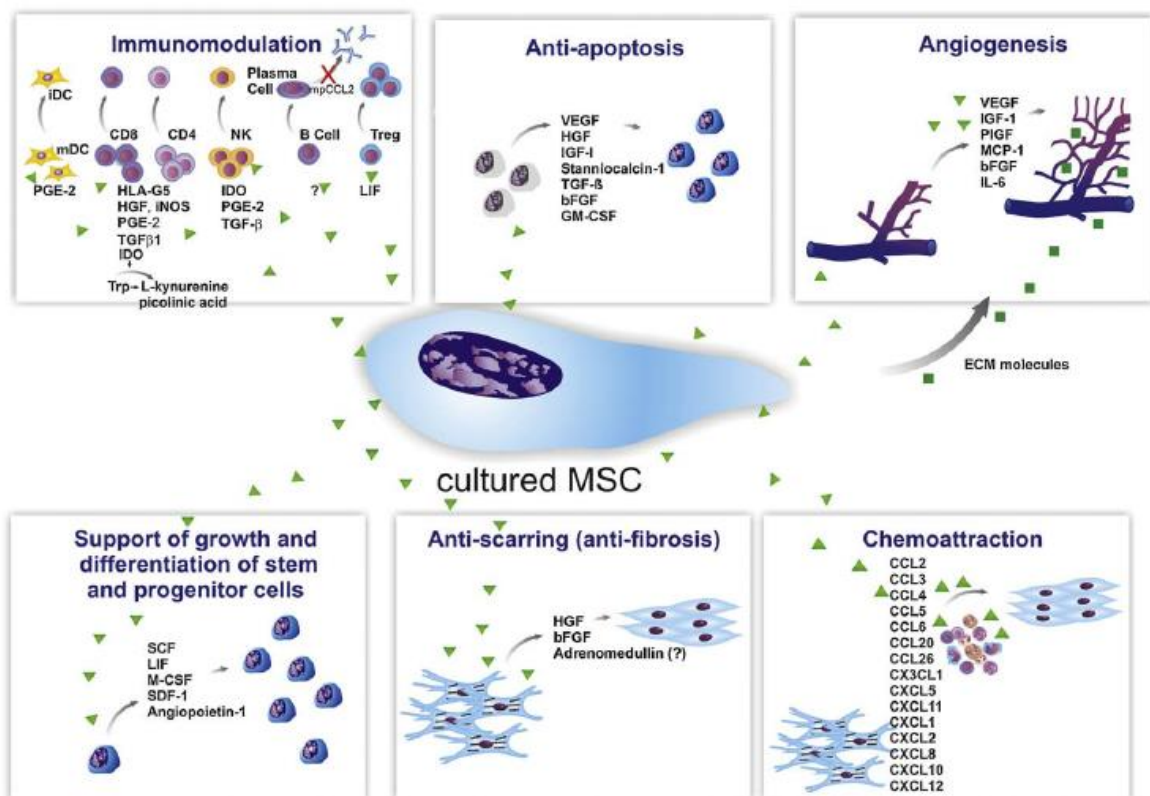 Immunomodulation
iDC
Plasma
Cell
mpCCL2
mDC
CD8
CD4
NK
B Cell
Treg
PGE-2
HLA-G5
HGF, iNOS
PGE-2
TGFβ1
IDO
IDO
PGE-2
TGF-β
?
LIF
Trp→L-kynurenine
picolinic acid
Anti-apoptosis
VEGF
HGF
IGF-I
Stanniocalcin-1
TGF-ß
bFGF
GM-CSF
Angiogenesis
VEGF
IGF-1
PIGF
MCP-1
bFGF
IL-6
ECM molecules
cultured MSC
Support of growth and
differentiation of stem
and progenitor cells
SCF
LIF
M-CSF
SDF-1
Angiopoietin-1
Anti-scarring (anti-fibrosis)
HGF
bFGF
Adrenomedullin (?)
Chemoattraction
CCL2
CCL3
CCL4
CCL5
CCL6
CCL20
CCL26
CX3CL1
CXCL5
CXCL11
CXCL1
CXCL2
CXCL8
CXCL10
CXCL12